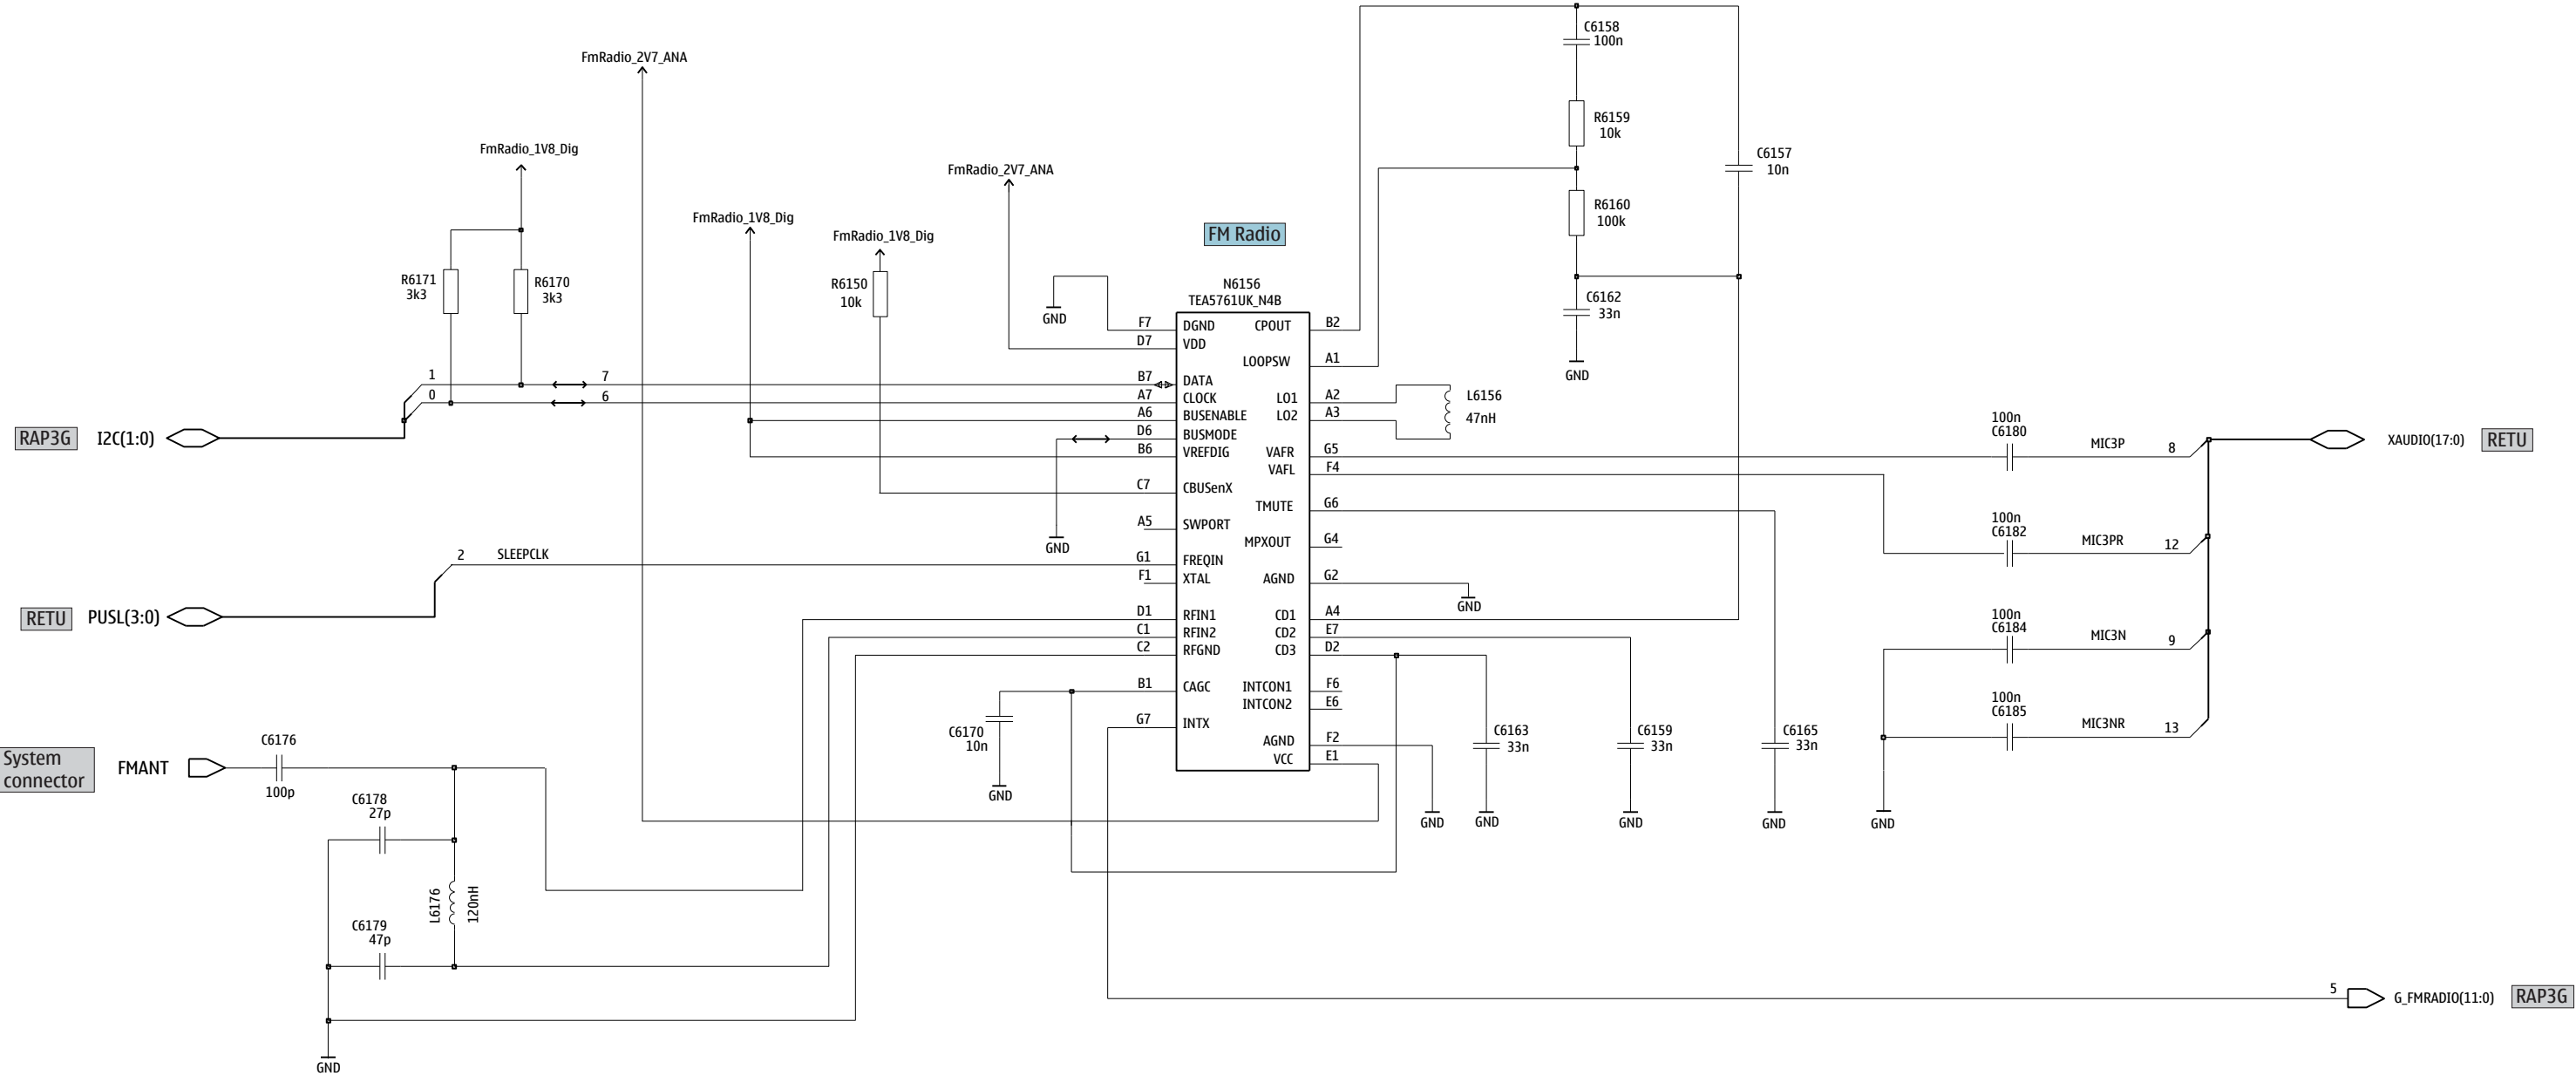 C6158
100n
FmRadio_2V7_ANA
R6159
10k
FmRadio_1V8_Dig
C6157
10n
FmRadio_2V7_ANA
R6160
100k
FmRadio_1V8_Dig
FmRadio_1V8_Dig
FM Radio
R6171
3k3
R6170
3k3
R6150
10k
N6156
TEA5761UK_N4B
C6162
33n
GND
GND
F7 DGND CPOUT B2
D7 VDD
LOOPSW A1
1 7 B7 DATA
0 6 A7 CLOCK LO1 A2
L6156
47nH
A6 BUSENABLE LO2 A3
RAP3G I2C(1:0)
D6 BUSMODE
B6 VREFDIG VAFR G5
VAFL F4
100n
C6180
MIC3P 8
XAUDIO(17:0) RETU
C7 CBUSenX
TMUTE G6
A5 SWPORT
MPXOUT G4
GND
100n
C6182
MIC3PR 12
2 SLEEPCLK G1 FREQIN
F1 XTAL AGND G2
GND
RETU PUSL(3:0)
D1 RFIN1 CD1 A4
C1 RFIN2 CD2 E7
C2 RFGND CD3 D2
100n
C6184
MIC3N 9
B1 CAGC INTCON1 F6
INTCON2 E6
G7 INTX
AGND F2
VCC E1
C6170
10n
GND
C6163
33n
C6159
33n
C6165
33n
100n
C6185
MIC3NR 13
System
connector
FMANT
C6176
100p
GND
GND
GND
GND
GND
C6178
27p
L6176
120nH
C6179
47p
GND
5 G_FMRADIO(11:0) RAP3G